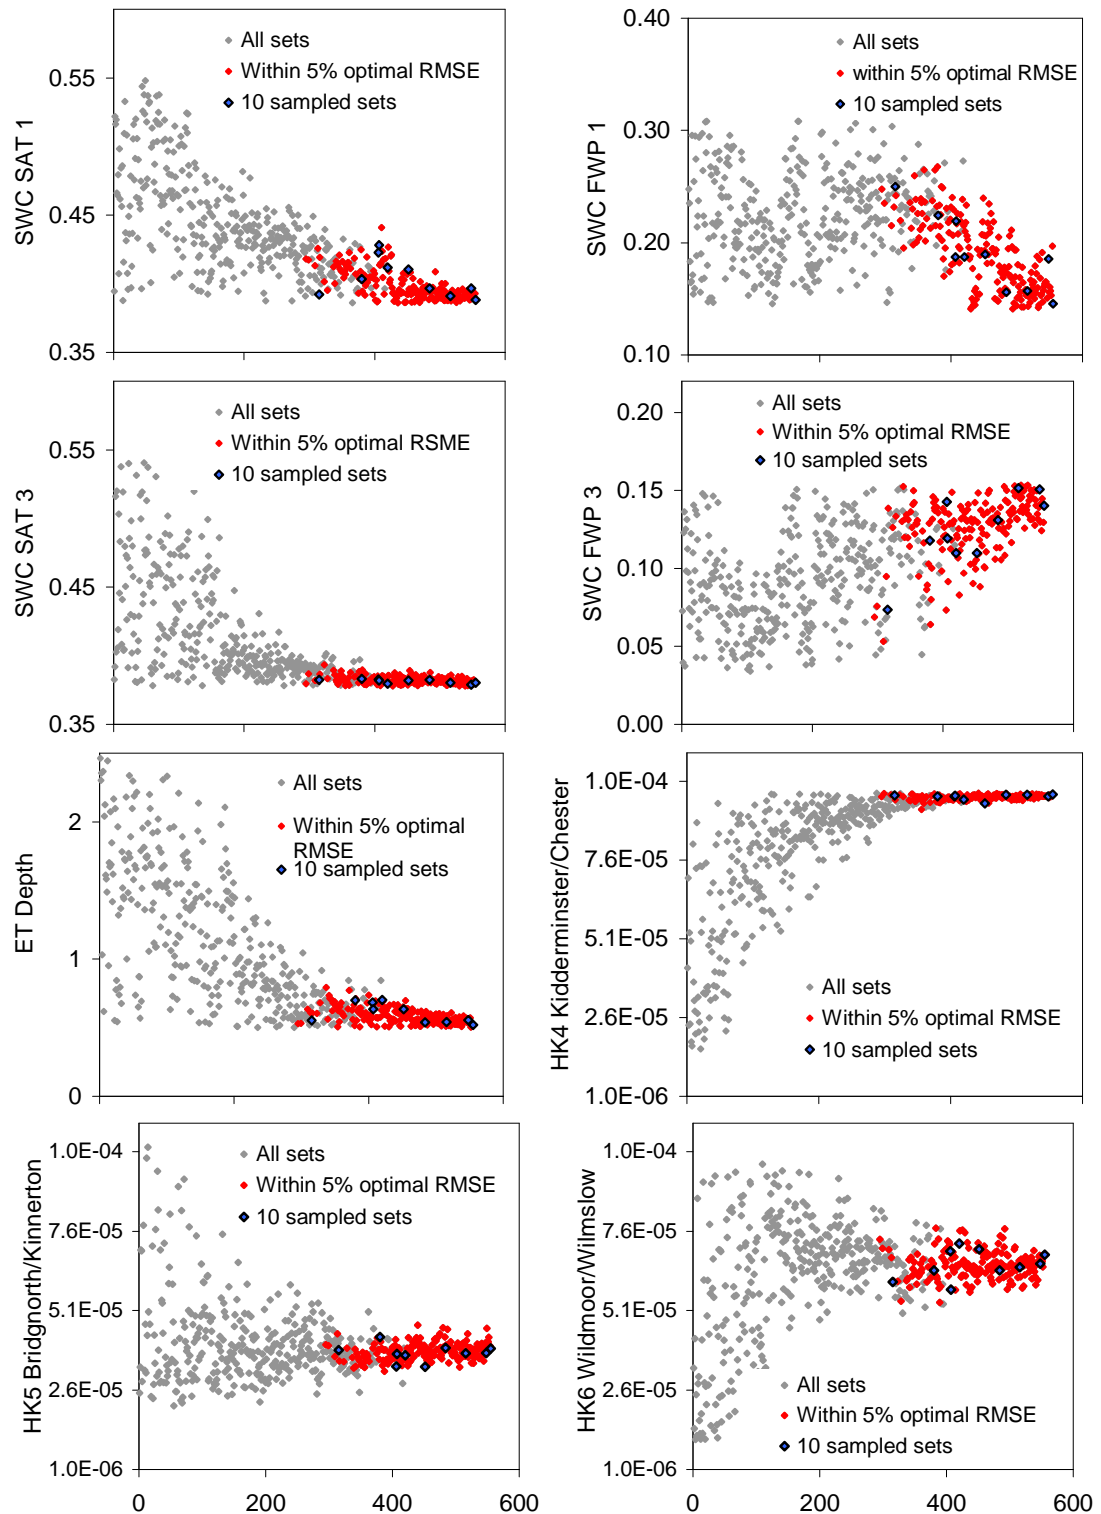 All sets
Within 5% optimal RMSE
10 sampled sets
0.55
0.45
0.35
SWC SAT 1
0.40
All sets
within 5% optimal RMSE
10 sampled sets
0.30
0.20
0.10
SWC FWP 1
All sets
Within 5% optimal RSME
10 sampled sets
0.55
0.45
0.35
SWC SAT 3
0.20
All sets
Within 5% optimal RMSE
10 sampled sets
0.15
0.10
0.05
0.00
SWC FWP 3
All sets
Within 5% optimal
RMSE
10 sampled sets
2
1
0
ET Depth
1.0E-04
7.6E-05
5.1E-05
2.6E-05
1.0E-06
All sets
Within 5% optimal RMSE
10 sampled sets
HK4 Kidderminster/Chester
1.0E-04
All sets
Within 5% optimal RMSE
10 sampled sets
7.6E-05
5.1E-05
2.6E-05
1.0E-06
HK5 Bridgnorth/Kinnerton
0 200 400 600
1.0E-04
7.6E-05
5.1E-05
2.6E-05
1.0E-06
All sets
Within 5% optimal RMSE
10 sampled sets
HK6 Wildmoor/Wilmslow
0 200 400 600